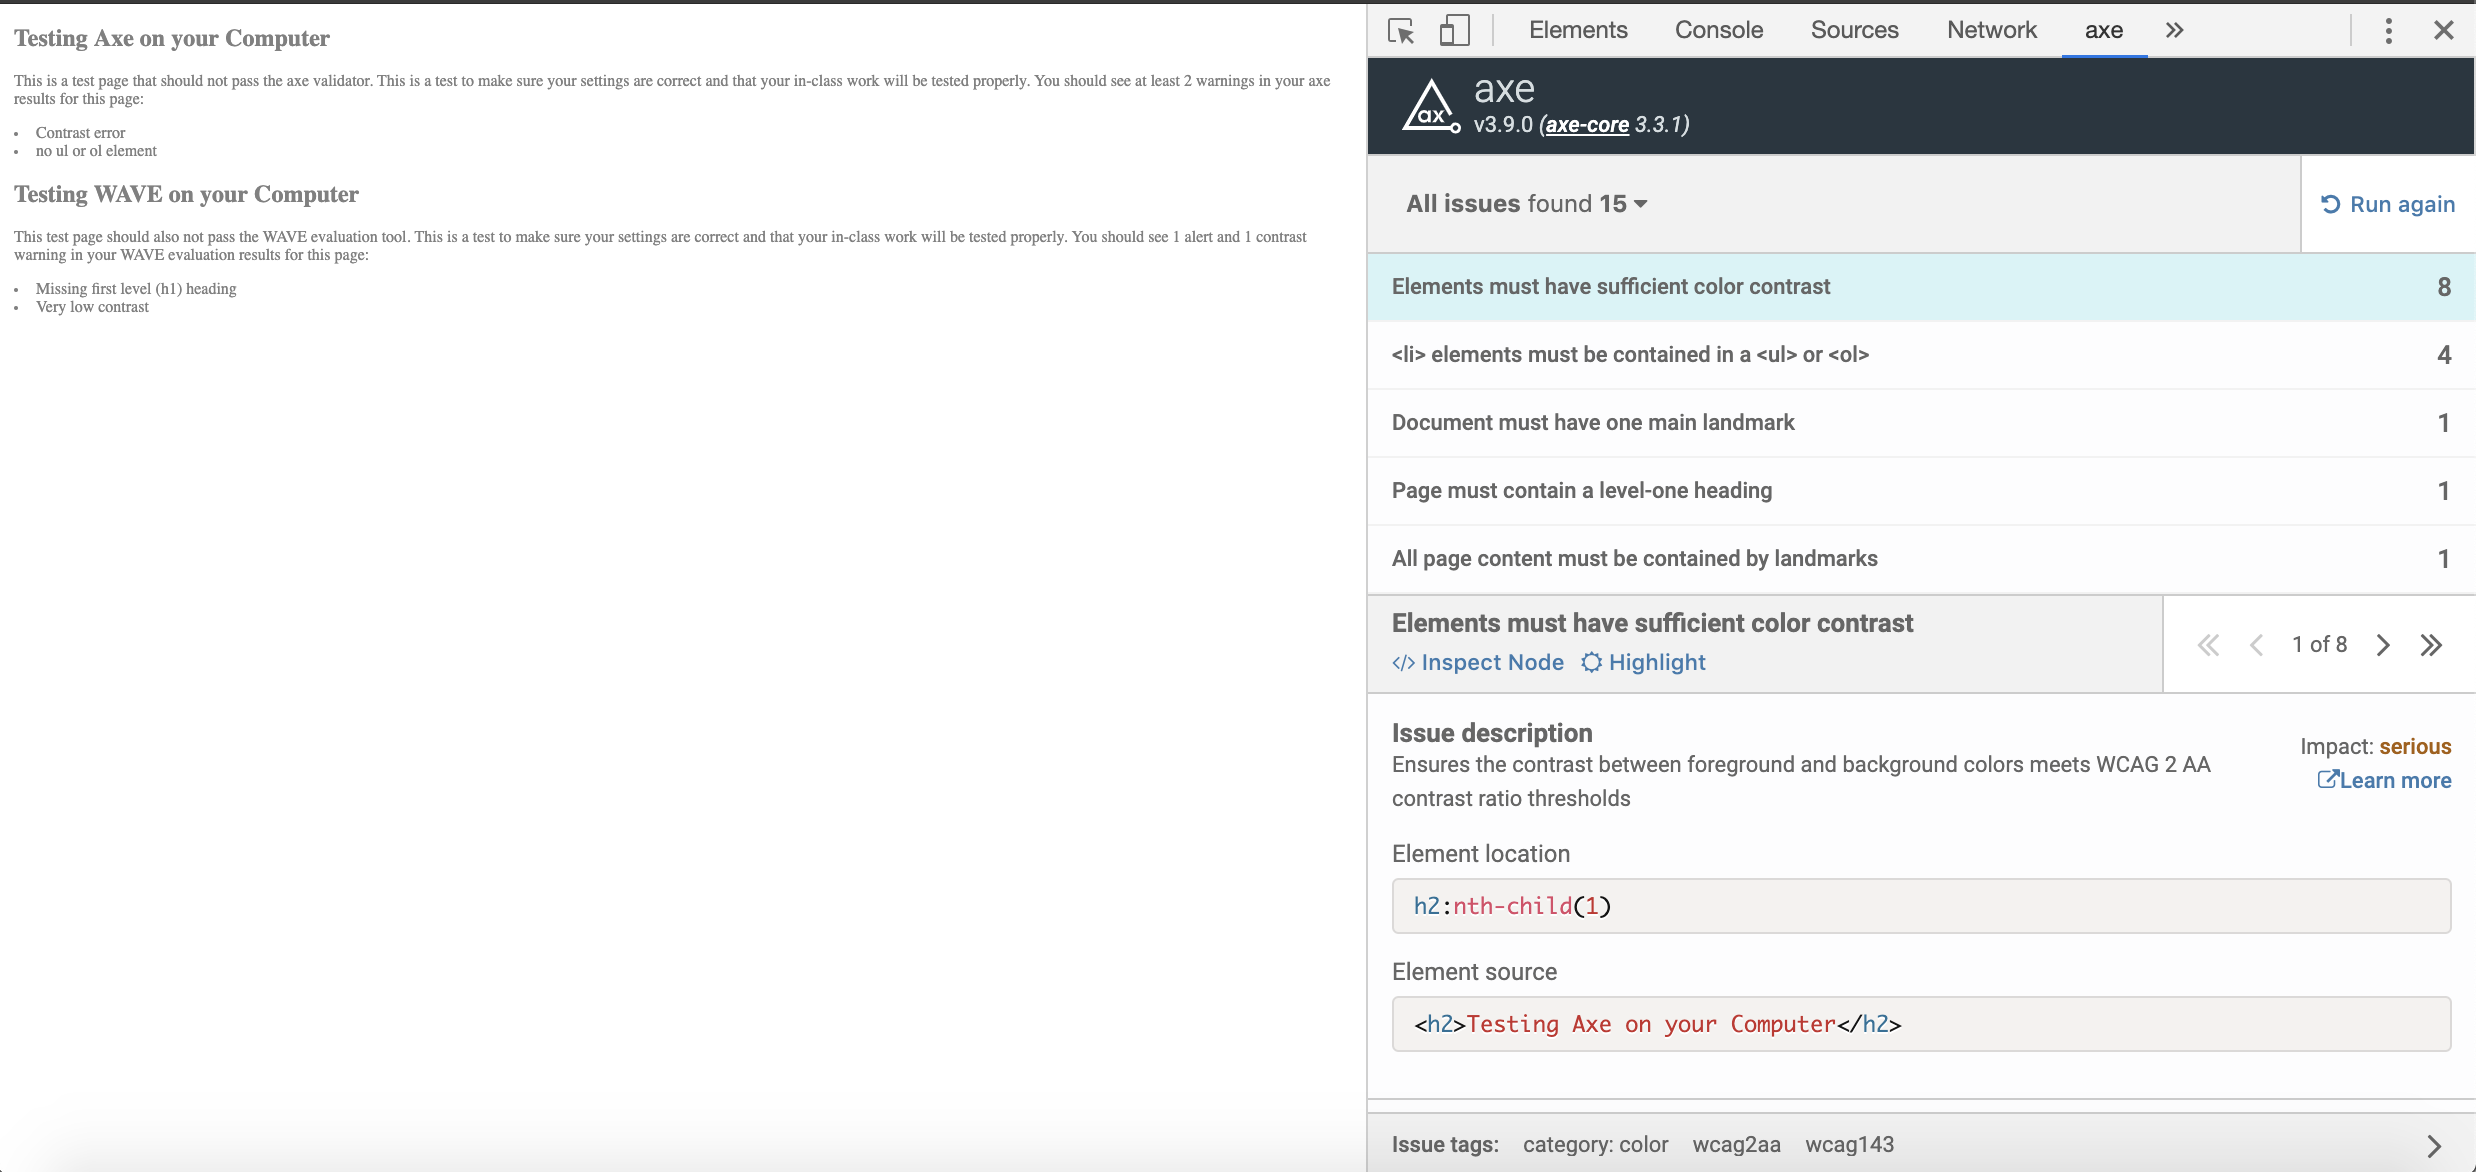 Testing Axe on your Computer
This is a test page that should not pass the axe validator. This is a test to make sure your settings are correct and that your in-class work will be tested properly. You should see at least 2 warnings in your axe
results for this page:
• Contrast error
• no ul or ol element
Testing WAVE on your Computer
This test page should also not pass the WAVE evaluation tool. This is a test to make sure your settings are correct and that your in-class work will be tested properly. You should see 1 alert and 1 contrast
warning in your WAVE evaluation results for this page:
• Missing first level (h1) heading
• Very low contrast
Elements Console Sources Network axe »
ax
axe
v3.9.0 (axe-core 3.3.1)
All issues found 15
Run again
Elements must have sufficient color contrast 8
<li> elements must be contained in a <ul> or <ol> 4
Document must have one main landmark 1
Page must contain a level-one heading 1
All page content must be contained by landmarks 1
Elements must have sufficient color contrast
</> Inspect Node Highlight
1 of 8
Issue description
Ensures the contrast between foreground and background colors meets WCAG 2 AA
contrast ratio thresholds
Impact: serious
Learn more
Element location
h2:nth-child(1)
Element source
<h2>Testing Axe on your Computer</h2>
Issue tags: category: color wcag2aa wcag143